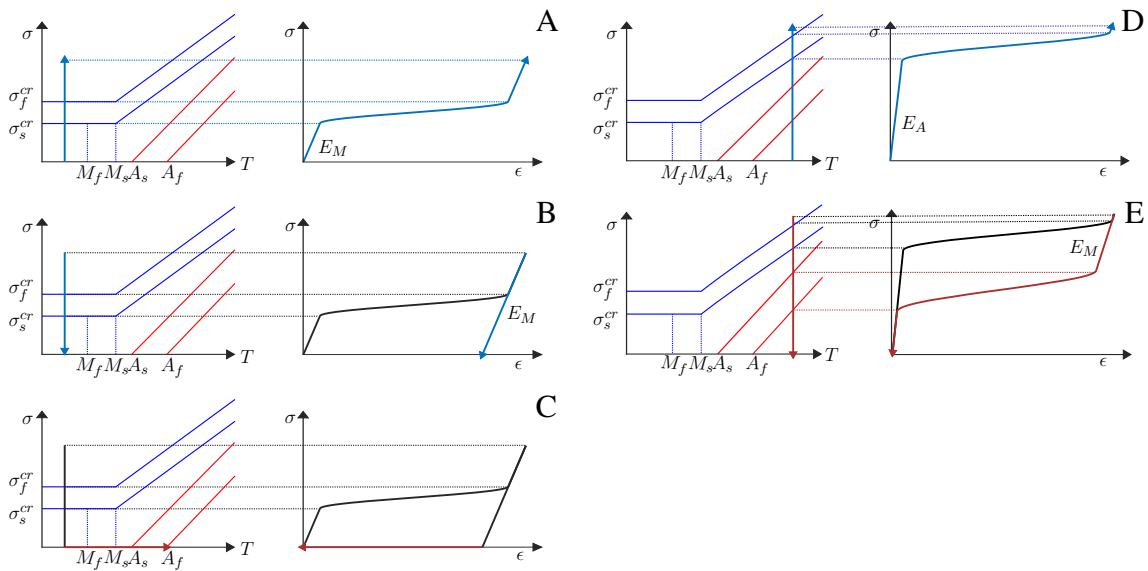 A
σ
σ_f^{cr}
σ_s^{cr}
M_f M_s A_s A_f T
σ
E_M
ϵ
B
σ
σ_f^{cr}
σ_s^{cr}
M_f M_s A_s A_f T
σ
E_M
ϵ
C
σ
σ_f^{cr}
σ_s^{cr}
M_f M_s A_s A_f T
σ
ϵ
D
σ
σ_f^{cr}
σ_s^{cr}
M_f M_s A_s A_f T
σ
E_A
ϵ
E
σ
σ_f^{cr}
σ_s^{cr}
M_f M_s A_s A_f T
σ
E_M
ϵ